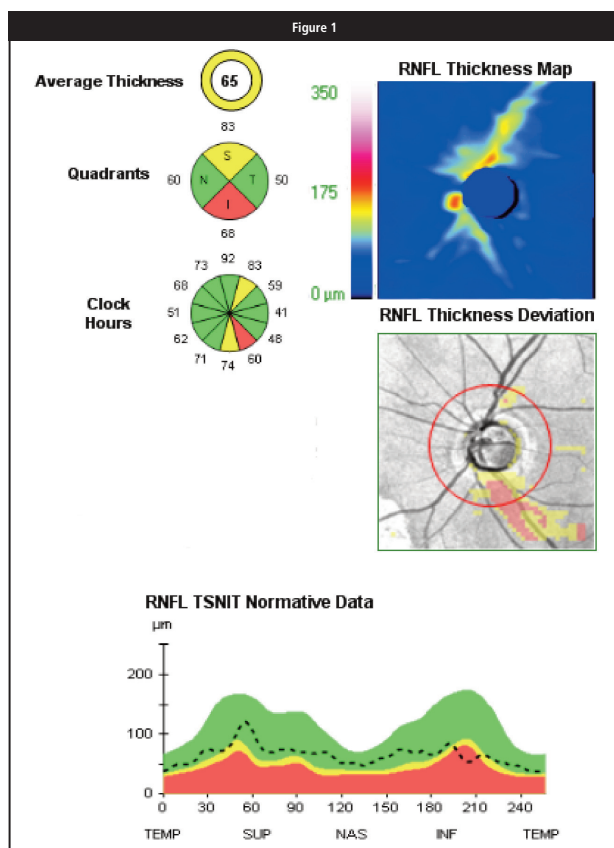 Figure 1
Average Thickness
65
RNFL Thickness Map
350
175
0 µm
Quadrants
83
S
60 N T 50
I
68
Clock
Hours
92
73 83
68 59
51 41
62 48
71 60
74
RNFL Thickness Deviation
RNFL TSNIT Normative Data
µm
200
100
0
0 30 60 90 120 150 180 210 240
TEMP SUP NAS INF TEMP